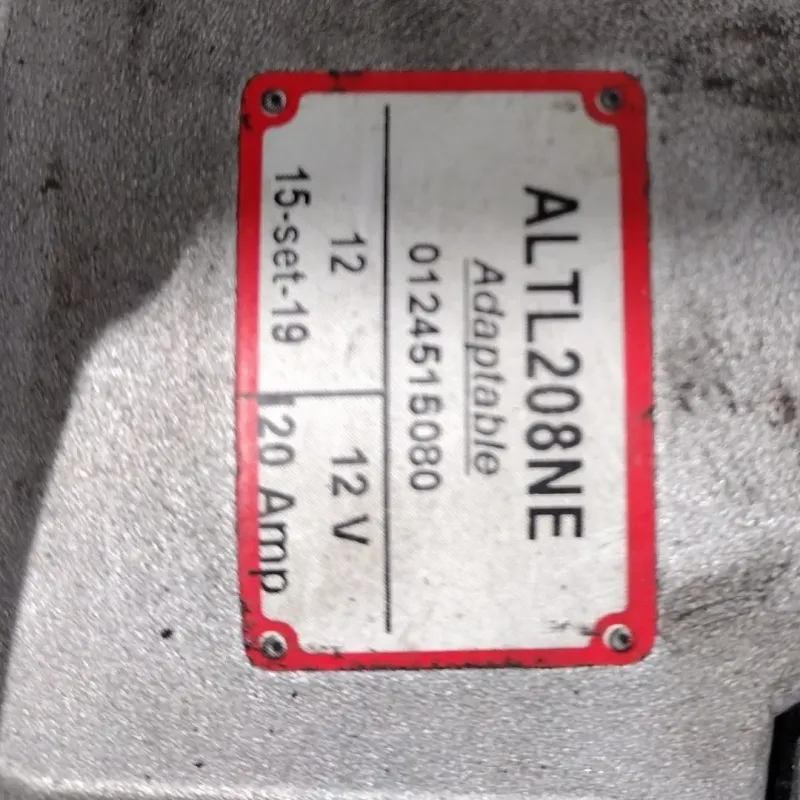 ALTL208NE
Adaptable
0124515080
12 12 V
15-set-19 120 Amp